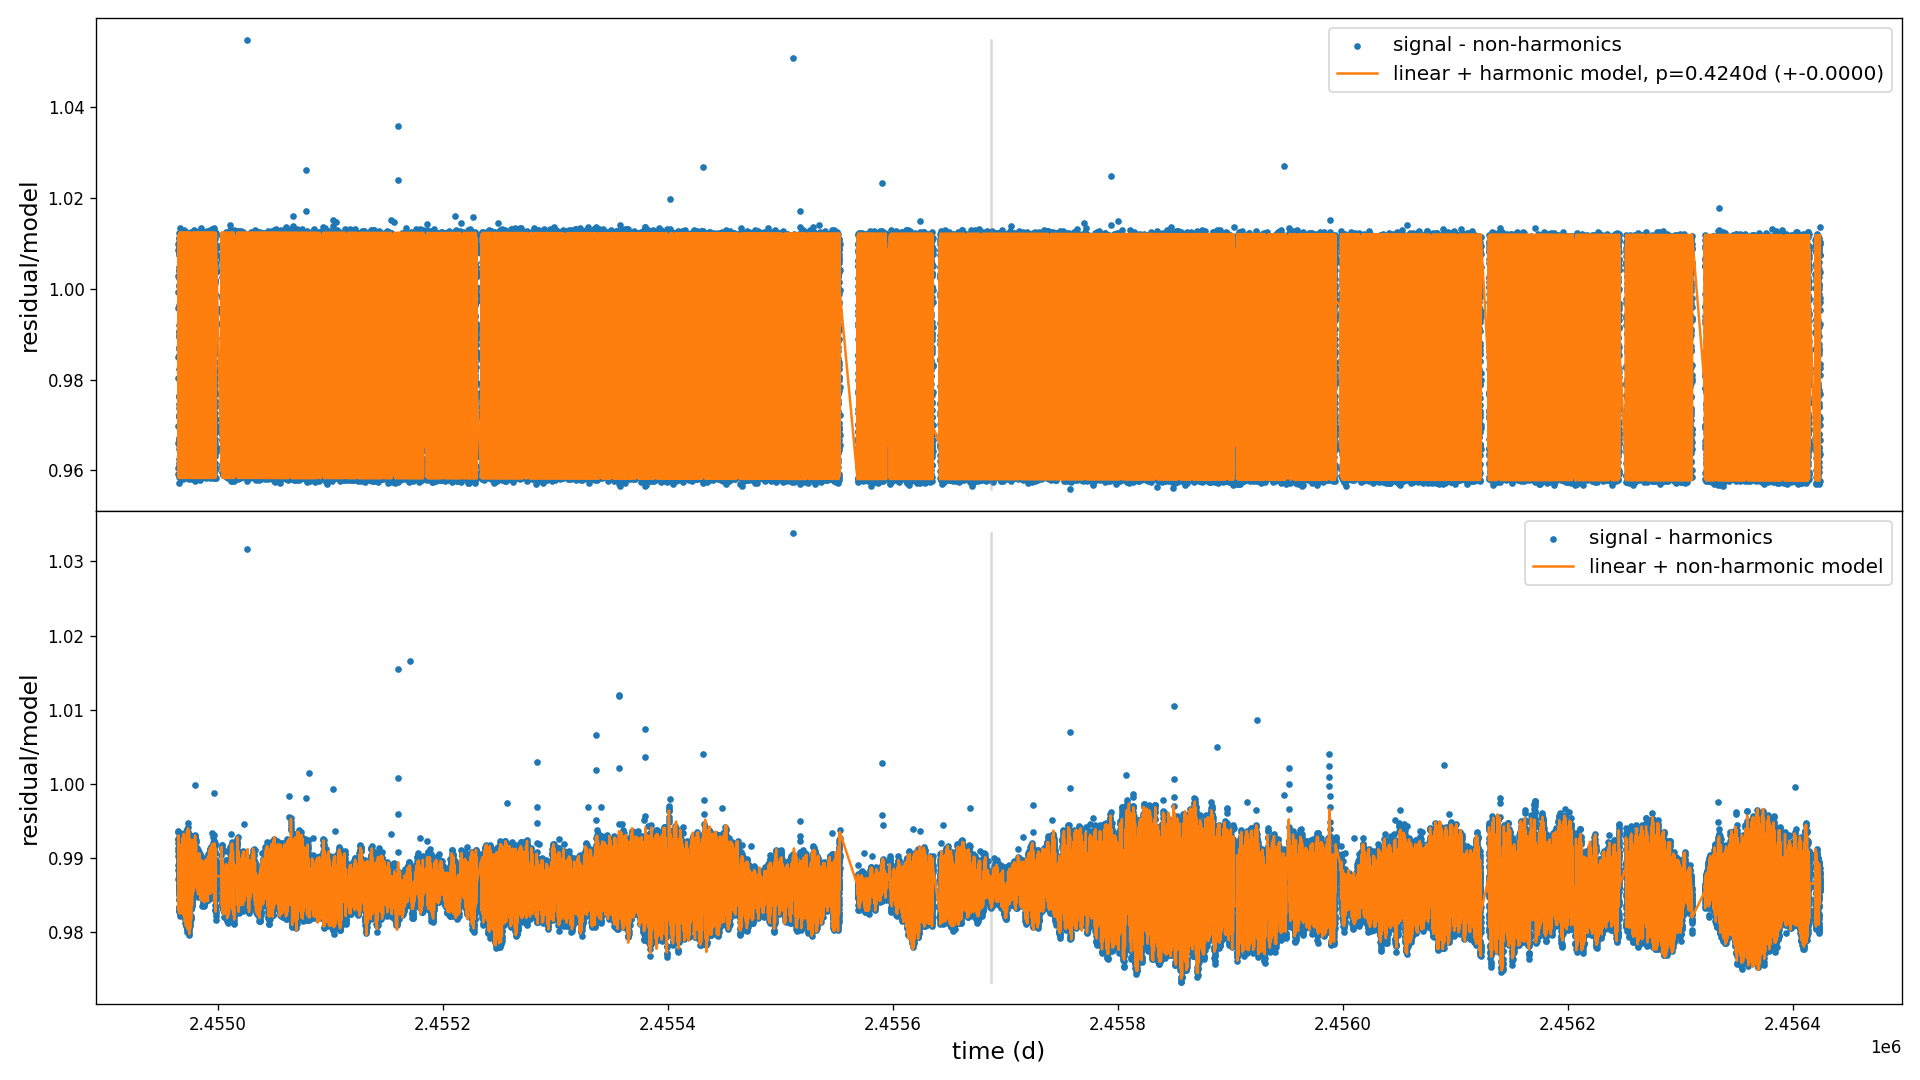 signal - non-harmonics
linear + harmonic model, p=0.4240d (+-0.0000)
residual/model
1.04
1.02
1.00
0.98
0.96
signal - harmonics
linear + non-harmonic model
residual/model
1.03
1.02
1.01
1.00
0.99
0.98
2.4550 2.4552 2.4554 2.4556 2.4558 2.4560 2.4562 2.4564
1e6
time (d)